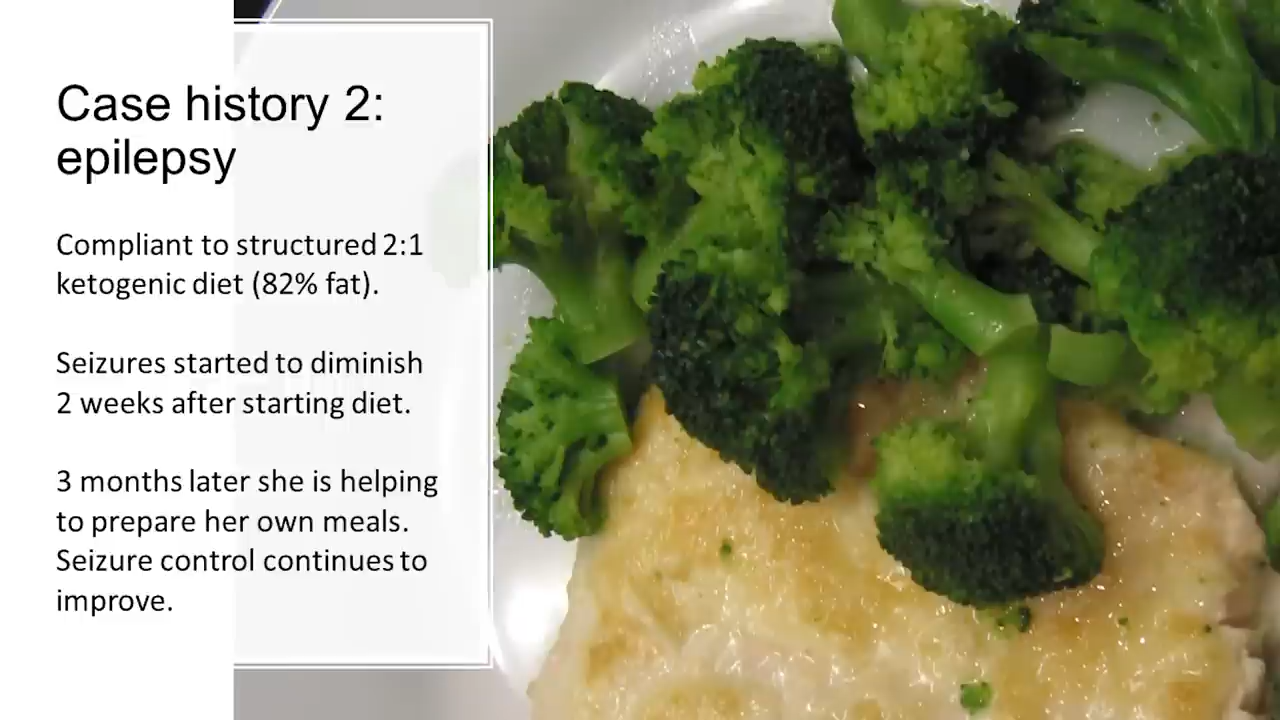 Case history 2:
epilepsy
Compliant to structured 2:1
ketogenic diet (82% fat).
Seizures started to diminish
2 weeks after starting diet.
3 months later she is helping
to prepare her own meals.
Seizure control continues to
improve.